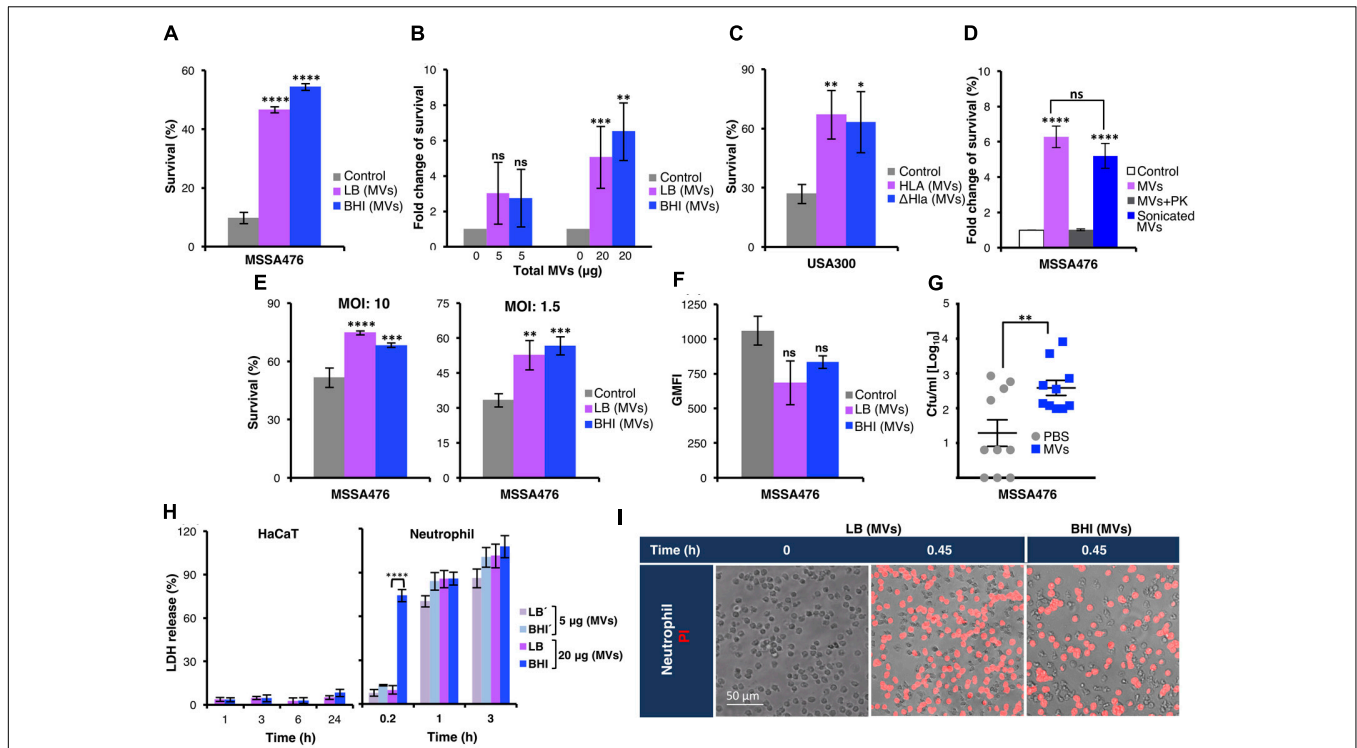 A
Survival (%)
60
40
20
0
****
****
Control
LB (MVs)
BHI (MVs)
MSSA476
B
Fold change of survival
10
8
6
4
2
0
ns
ns
***
**
Control
LB (MVs)
BHI (MVs)
0 5 5 0 20 20
Total MVs (µg)
C
Survival (%)
90
60
30
0
**
*
Control
HLA (MVs)
ΔHla (MVs)
USA300
D
Fold change of survival (%)
10
8
6
4
2
0
ns
****
****
Control
MVs
MVs+PK
Sonicated
MVs
MSSA476
E
MOI: 10
Survival (%)
90
60
30
0
****
***
MSSA476
MOI: 1.5
75
60
45
30
15
0
**
***
Control
LB (MVs)
BHI (MVs)
MSSA476
F
GMFI
1250
1000
750
500
250
0
ns
ns
Control
LB (MVs)
BHI (MVs)
MSSA476
G
Cfu/ml [Log10]
5
4
3
2
1
**
PBS
MVs
MSSA476
H
LDH release (%)
120
90
60
30
0
HaCaT
1 3 6 24
Time (h)
Neutrophil
****
0.2 1 3
Time (h)
LB´
BHI´
5 µg (MVs)
LB
BHI
20 µg (MVs)
I
LB (MVs) BHI (MVs)
Time (h) 0 0.45 0.45
Neutrophil
PI
50 µm